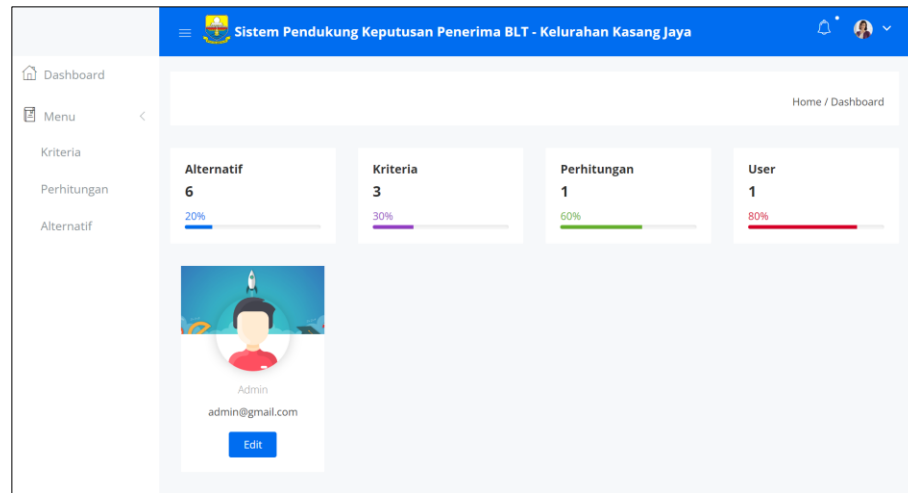 Sistem Pendukung Keputusan Penerima BLT - Kelurahan Kasang Jaya
Dashboard
Menu
Kriteria
Perhitungan
Alternatif
Home / Dashboard
Alternatif
6
20%
Kriteria
3
30%
Perhitungan
1
60%
User
1
80%
Admin
admin@gmail.com
Edit